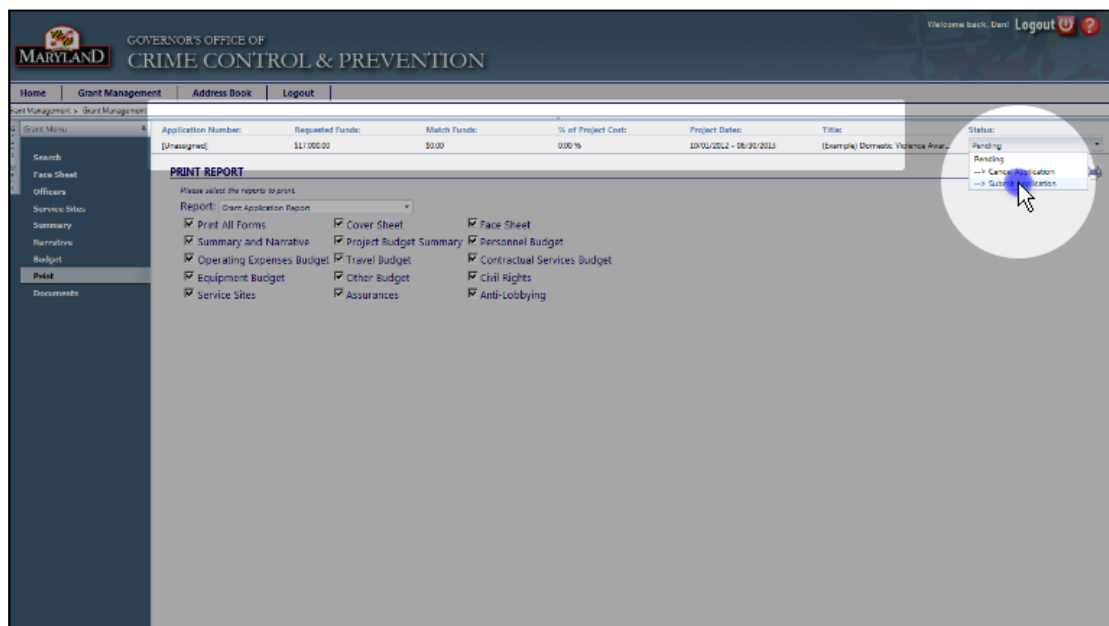 Welcome back, Dan! Logout
MARYLAND
GOVERNOR'S OFFICE OF
CRIME CONTROL & PREVENTION
Home Grant Management Address Book Logout
Grant Management > Grant Management
Grant Menu
Search
Face Sheet
Officers
Service Sites
Summary
Narrative
Budget
Print
Documents
Application Number: Requested Funds: Match Funds: % of Project Cost: Project Dates: Title: Status:
[Unassigned] $17,000.00 $0.00 0.00 % 10/01/2012 - 06/30/2013 (Example) Domestic Violence Awar... Pending
Pending
--> Cancel Application
--> Submit Application
PRINT REPORT
Please select the reports to print.
Report: Grant Application Report
Print All Forms Cover Sheet Face Sheet
Summary and Narrative Project Budget Summary Personnel Budget
Operating Expenses Budget Travel Budget Contractual Services Budget
Equipment Budget Other Budget Civil Rights
Service Sites Assurances Anti-Lobbying